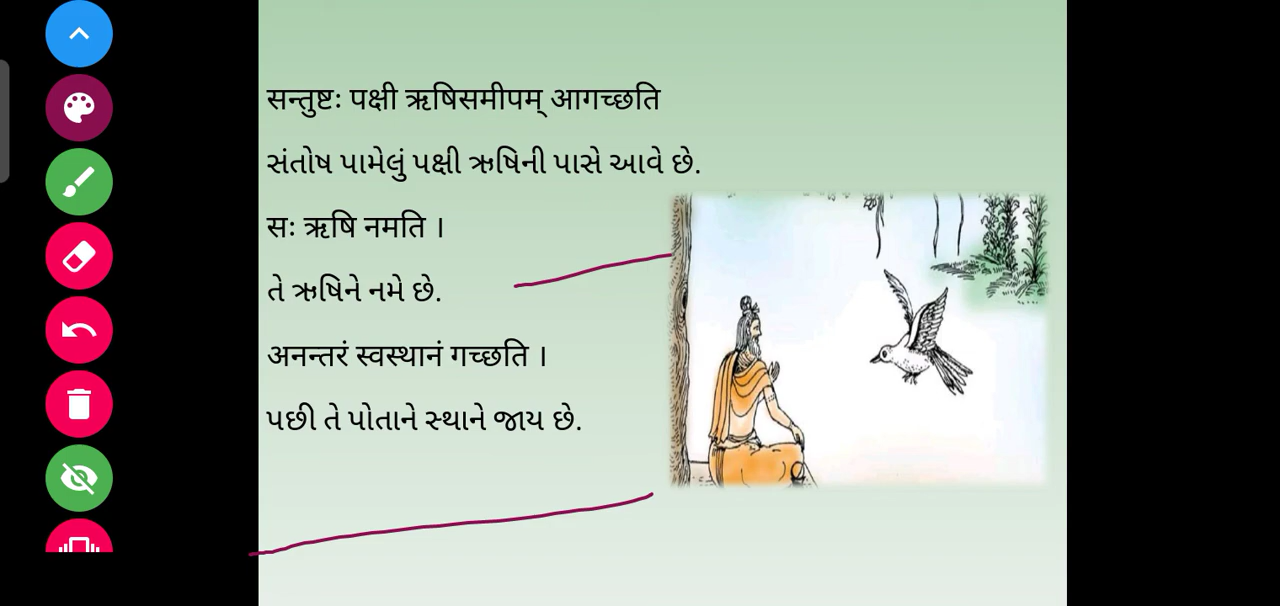 सन्तुष्टः पक्षी ऋषिसमीपम् आगच्छति
સંતોષ પામેલું પક્ષી ઋષિની પાસે આવે છે.
सः ऋषि नमति ।
તે ઋષિને નમે છે.
अनन्तरं स्वस्थानं गच्छति ।
પછી તે પોતાને સ્થાને જાય છે.